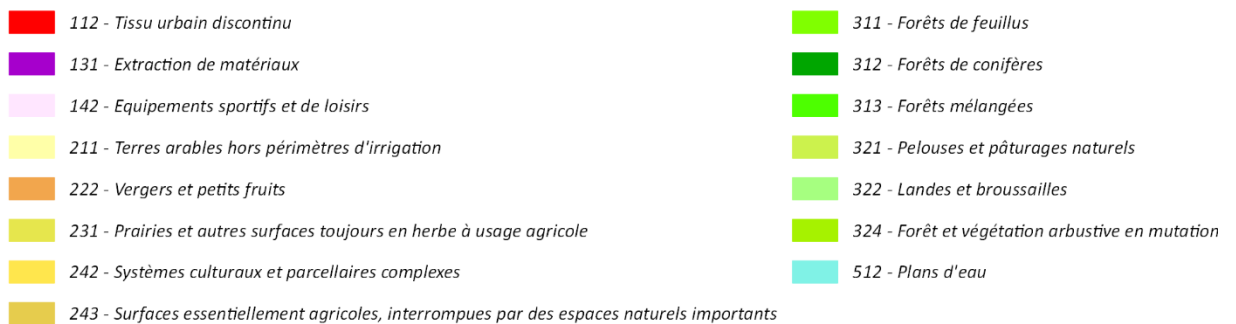 112 - Tissu urbain discontinu
131 - Extraction de matériaux
142 - Equipements sportifs et de loisirs
211 - Terres arables hors périmètres d'irrigation
222 - Vergers et petits fruits
231 - Prairies et autres surfaces toujours en herbe à usage agricole
242 - Systèmes culturaux et parcellaires complexes
243 - Surfaces essentiellement agricoles, interrompues par des espaces naturels importants
311 - Forêts de feuillus
312 - Forêts de conifères
313 - Forêts mélangées
321 - Pelouses et pâturages naturels
322 - Landes et broussailles
324 - Forêt et végétation arbustive en mutation
512 - Plans d'eau